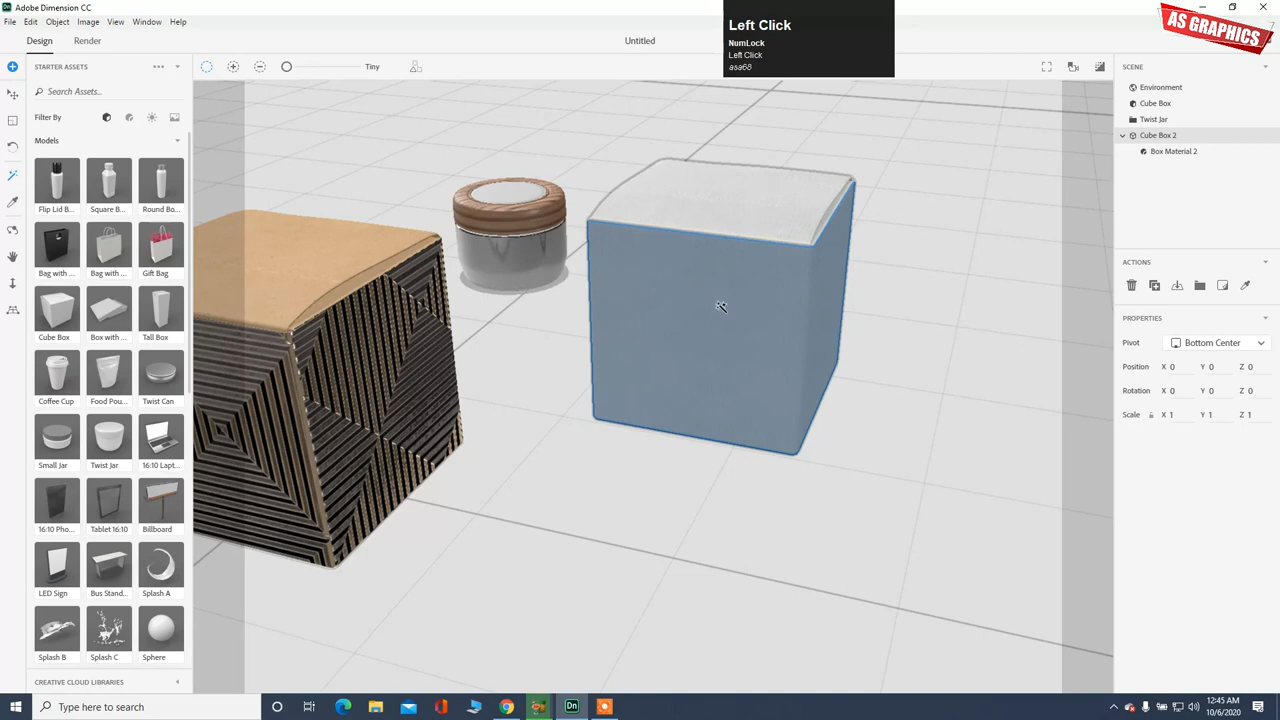 Adobe Dimension CC
File Edit Object Image View Window Help
Design Render
Untitled
Left Click
NumLock
Left Click
asa68
AS GRAPHICS
STARTER ASSETS
Tiny
Search Assets...
Filter By
Models
Flip Lid B... Square B... Round Bo...
Bag with ... Bag with ... Gift Bag
Cube Box Box with ... Tall Box
Coffee Cup Food Pou... Twist Can
Small Jar Twist Jar 16:10 Lapt...
16:10 Pho... Tablet 16:10 Billboard
LED Sign Bus Stand... Splash A
Splash B Splash C Sphere
CREATIVE CLOUD LIBRARIES
SCENE
Environment
Cube Box
Twist Jar
Cube Box 2
Box Material 2
ACTIONS
PROPERTIES
Pivot Bottom Center
Position X 0 Y 0 Z 0
Rotation X 0 Y 0 Z 0
Scale X 1 Y 1 Z 1
Type here to search
Dn
12:45 AM
10/6/2020